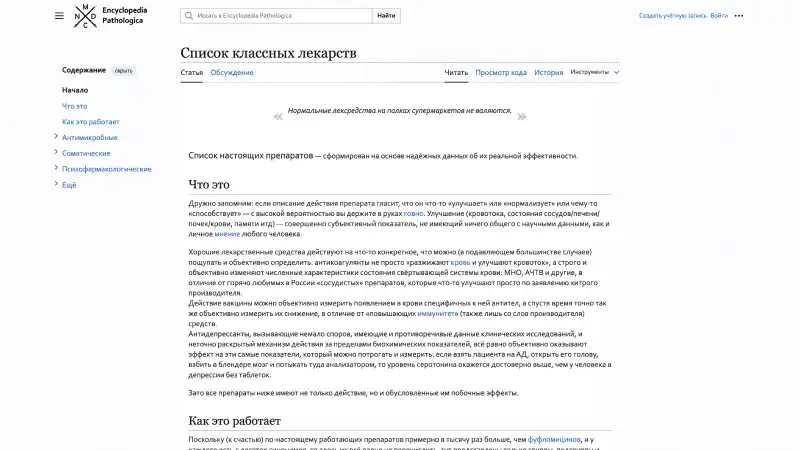 Encyclopedia
Pathologica
M
N D
C
Искать в Encyclopedia Pathologica
Найти
Создать учётную запись Войти •••
Содержание скрыть
Начало
Что это
Как это работает
Антимикробные
Соматические
Психофармакологические
Ещё
Список классных лекарств
Статья Обсуждение Читать Просмотр кода История Инструменты
« Нормальные лексредства на полках супермаркетов не валяются. »
Список настоящих препаратов — сформирован на основе надёжных данных об их реальной эффективности.
Что это
Дружно запомним: если описание действия препарата гласит, что он что-то «улучшает» или «нормализует» или чему-то
«способствует» — с высокой вероятностью вы держите в руках говно. Улучшение (кровотока, состояния сосудов/печени/
почек/крови, памяти итд) — совершенно субъективный показатель, не имеющий ничего общего с научными данными, как и
личное мнение любого человека.
Хорошие лекарственные средства действуют на что-то конкретное, что можно (в подавляющем большинстве случаев)
пощупать и объективно определить: антикоагулянты не просто «разжижают кровь и улучшают кровоток», а строго и
объективно изменяют численные характеристики состояния свёртывающей системы крови: МНО, АЧТВ и другие, в
отличие от горячо любимых в России «сосудистых» препаратов, которые что-то улучшают просто по заявлению хитрого
производителя.
Действие вакцины можно объективно измерить появлением в крови специфичных к ней антител, а спустя время точно так
же объективно измерить их снижение, в отличие от «повышающих иммунитет» (также лишь со слов производителя)
средств.
Антидепрессанты, вызывающие немало споров, имеющие и противоречивые данные клинических исследований, и
неточно раскрытый механизм действия за пределами биохимических показателей, всё равно объективно оказывают
эффект на эти самые показатели, который можно потрогать и измерить: если взять пациента на АД, открыть его голову,
взбить в блендере мозг и потыкать туда анализатором, то уровень серотонина окажется достоверно выше, чем у человека в
депрессии без таблеток.
Зато все препараты ниже имеют не только действие, но и обусловленные им побочные эффекты.
Как это работает
Поскольку (к счастью) по-настоящему работающих препаратов примерно в тысячу раз больше, чем фуфломицинов, и у